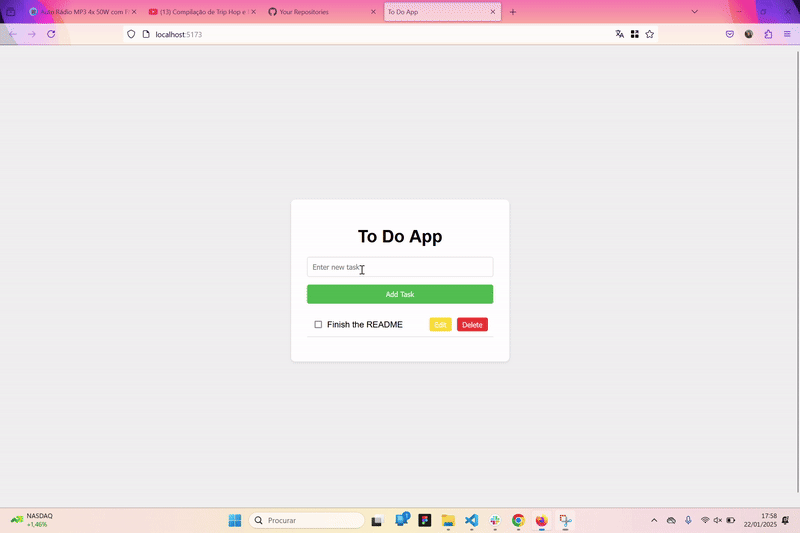 Auto Rádio MP3 4x 50W com F
(13) Compilação de Trip Hop e
Your Repositories
To Do App
localhost:5173
To Do App
Enter new task
Add Task
Finish the README
Edit
Delete
NASDAQ
+1,46%
Procurar
17:58
22/01/2025